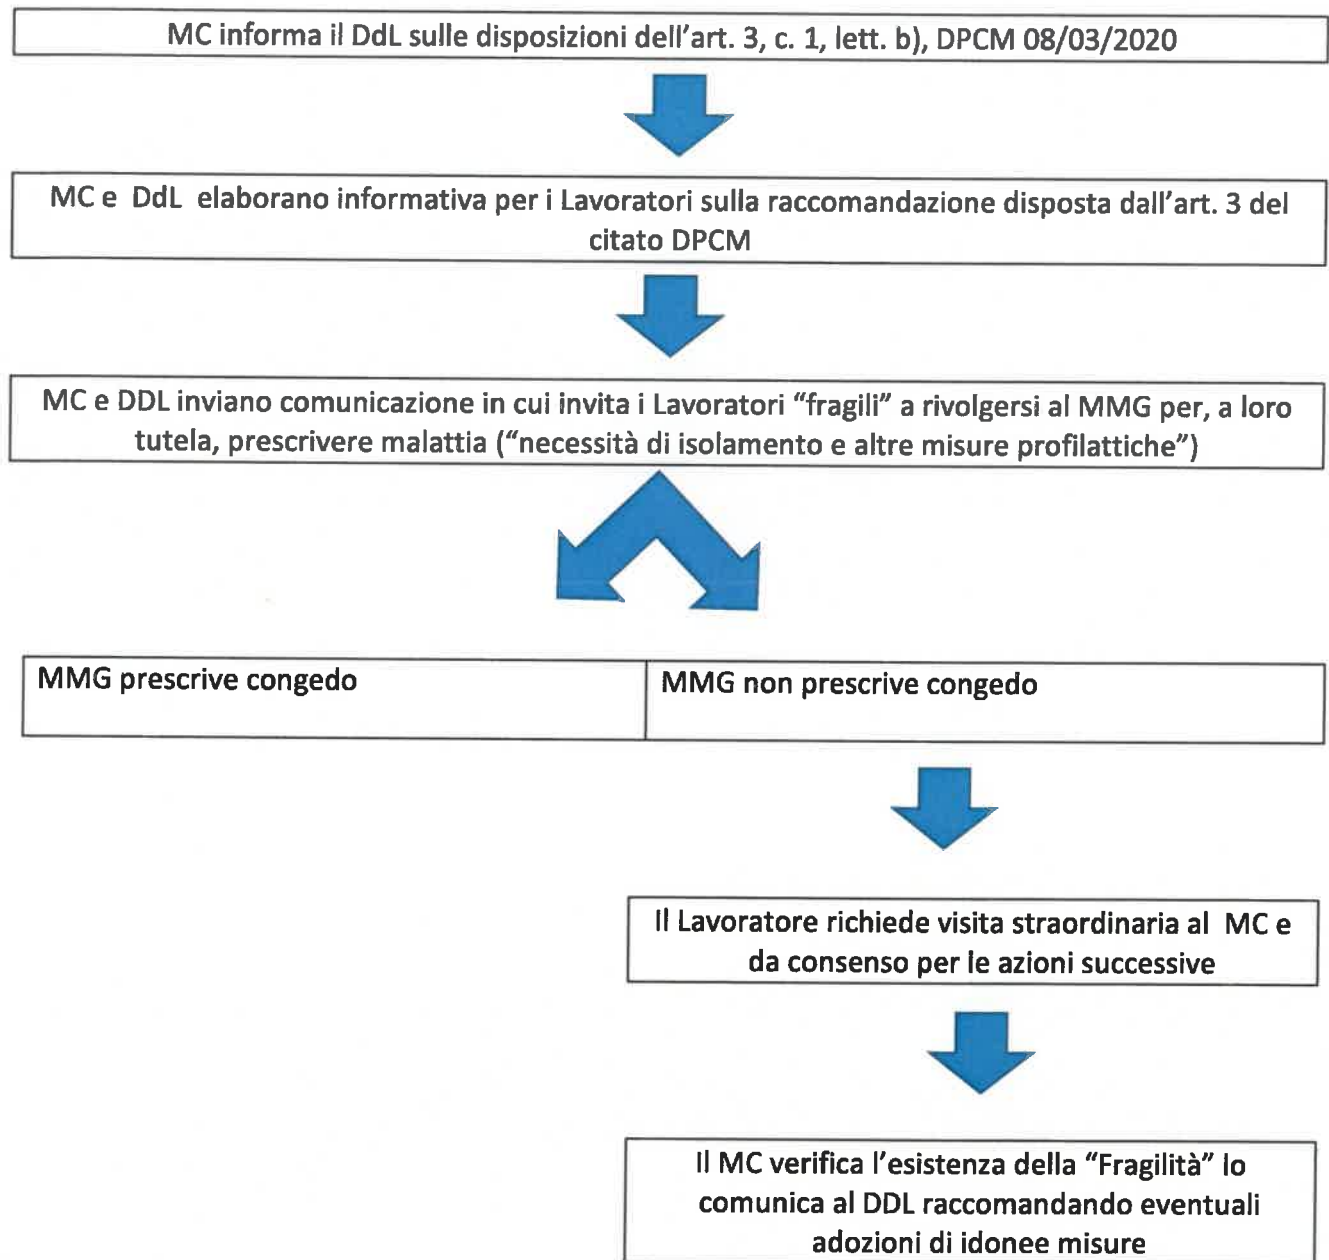 MC informa il DdL sulle disposizioni dell’art. 3, c. 1, lett. b), DPCM 08/03/2020
MC e DdL elaborano informativa per i Lavoratori sulla raccomandazione disposta dall’art. 3 del
citato DPCM
MC e DDL inviano comunicazione in cui invita i Lavoratori “fragili” a rivolgersi al MMG per, a loro
tutela, prescrivere malattia (“necessità di isolamento e altre misure profilattiche”)
MMG prescrive congedo
MMG non prescrive congedo
Il Lavoratore richiede visita straordinaria al MC e
da consenso per le azioni successive
Il MC verifica l’esistenza della “Fragilità” lo
comunica al DDL raccomandando eventuali
adozioni di idonee misure